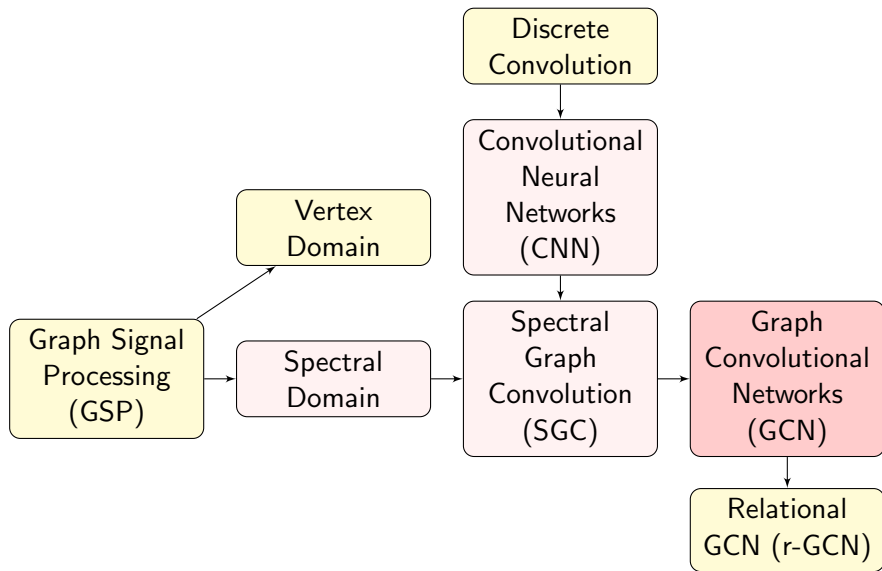 Discrete
Convolution
Convolutional
Neural
Networks
(CNN)
Vertex
Domain
Graph Signal
Processing
(GSP)
Spectral
Domain
Spectral
Graph
Convolution
(SGC)
Graph
Convolutional
Networks
(GCN)
Relational
GCN (r-GCN)